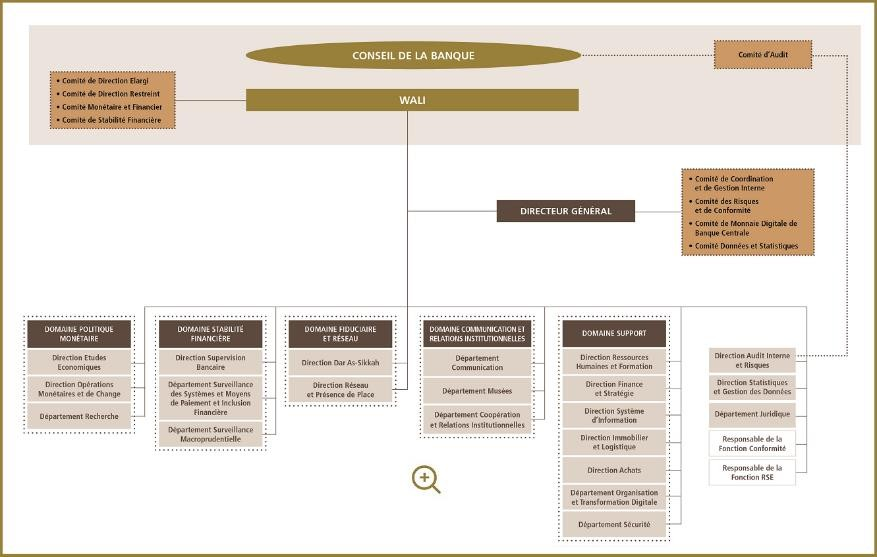 CONSEIL DE LA BANQUE
Comité d'Audit
• Comité de Direction Elargi
• Comité de Direction Restreint
• Comité Monétaire et Financier
• Comité de Stabilité Financière
WALI
DIRECTEUR GÉNÉRAL
• Comité de Coordination
et de Gestion Interne
• Comité des Risques
et de Conformité
• Comité de Monnaie Digitale de
Banque Centrale
• Comité Données et Statistiques
DOMAINE POLITIQUE
MONÉTAIRE
Direction Etudes
Economiques
Direction Opérations
Monétaires et de Change
Département Recherche
DOMAINE STABILITÉ
FINANCIÈRE
Direction Supervision
Bancaire
Département Surveillance
des Systèmes et Moyens
de Paiement et Inclusion
Financière
Département Surveillance
Macroprudentielle
DOMAINE FIDUCIAIRE
ET RÉSEAU
Direction Dar As-Sikkah
Direction Réseau
et Présence de Place
DOMAINE COMMUNICATION ET
RELATIONS INSTITUTIONNELLES
Département
Communication
Département Musées
Département Coopération
et Relations Institutionnelles
DOMAINE SUPPORT
Direction Ressources
Humaines et Formation
Direction Finance
et Stratégie
Direction Système
d'Information
Direction Immobilier
et Logistique
Direction Achats
Département Organisation
et Transformation Digitale
Département Sécurité
Direction Audit Interne
et Risques
Direction Statistiques
et Gestion des Données
Département Juridique
Responsable de la
Fonction Conformité
Responsable de la
Fonction RSE